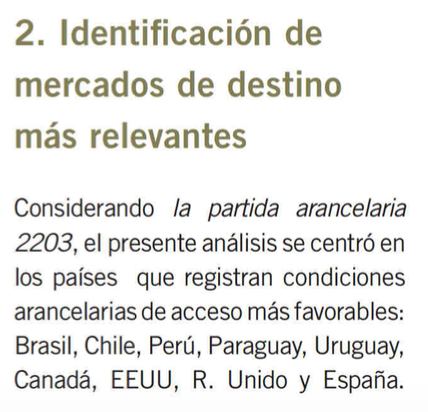 2. Identificación de
mercados de destino
más relevantes
Considerando la partida arancelaria
2203, el presente análisis se centró en
los países que registran condiciones
arancelarias de acceso más favorables:
Brasil, Chile, Perú, Paraguay, Uruguay,
Canadá, EEUU, R. Unido y España.